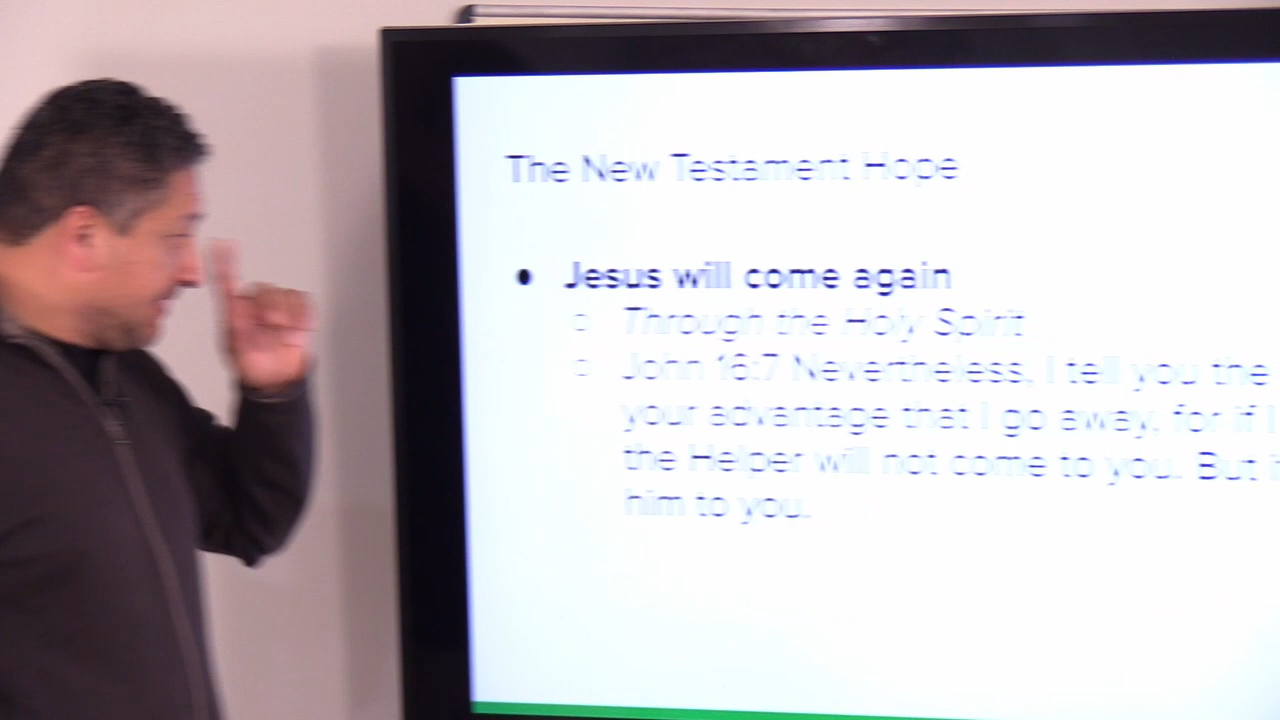 The New Testament Hope
Jesus will come again
Through the Holy Spirit
John 16:7 Nevertheless, I tell you the
your advantage that I go away, for if I
the Helper will not come to you. But
him to you.